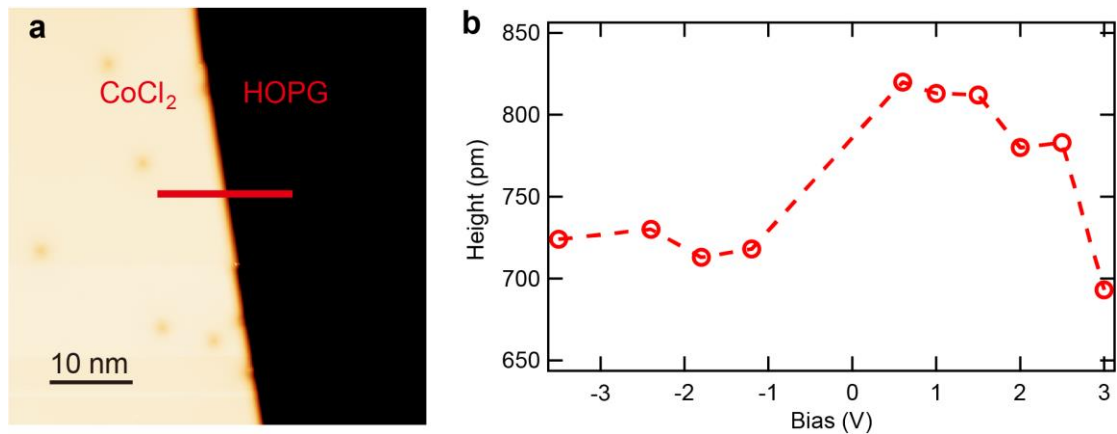 a
CoCl₂ HOPG
10 nm
b
Height (pm)
850
800
750
700
650
-3 -2 -1 0 1 2 3
Bias (V)